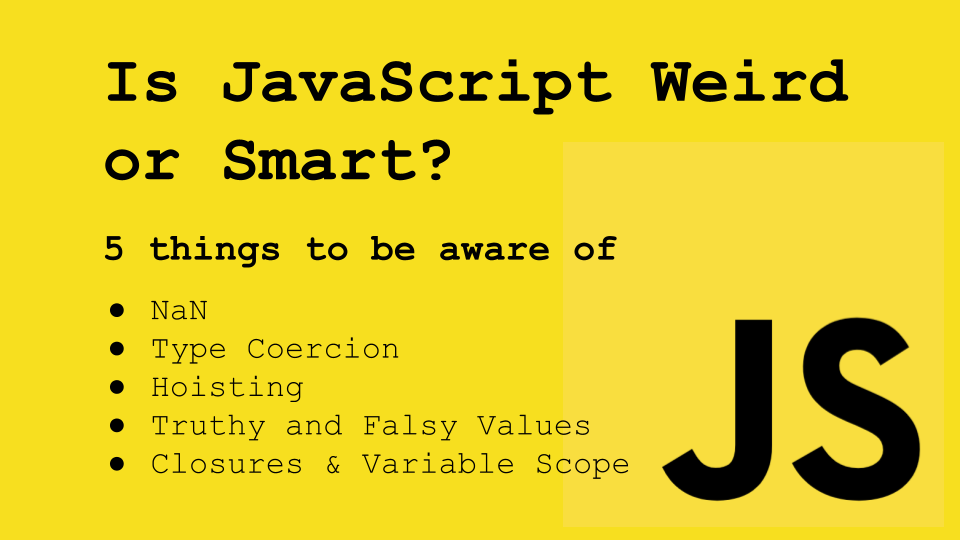 Is JavaScript Weird
or Smart?
5 things to be aware of
● NaN
● Type Coercion
● Hoisting
● Truthy and Falsy Values
● Closures & Variable Scope
JS